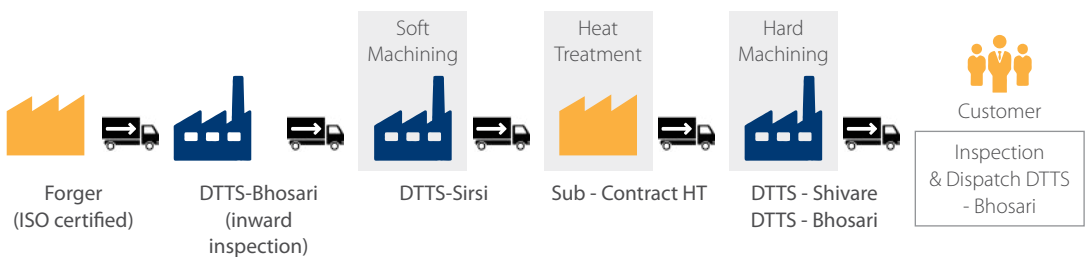 Soft
Machining
Heat
Treatment
Hard
Machining
Customer
Forger
(ISO certified)
DTTS-Bhosari
(inward
inspection)
DTTS-Sirsi
Sub - Contract HT
DTTS - Shivare
DTTS - Bhosari
Inspection
& Dispatch DTTS
- Bhosari